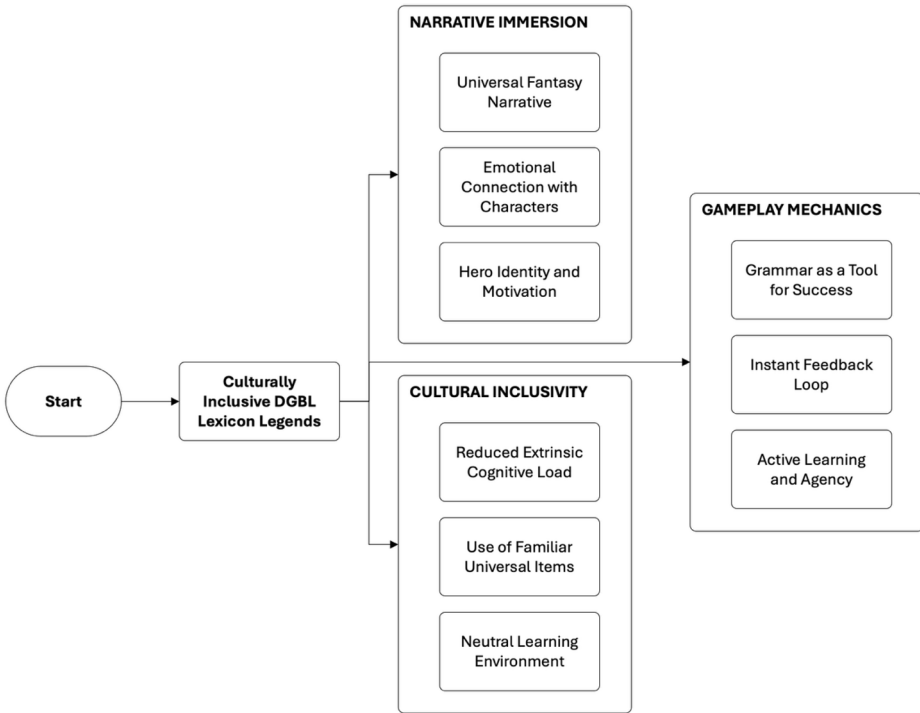 Start
Culturally
Inclusive DGBL
Lexicon Legends
NARRATIVE IMMERSION
Universal Fantasy
Narrative
Emotional
Connection with
Characters
Hero Identity and
Motivation
CULTURAL INCLUSIVITY
Reduced Extrinsic
Cognitive Load
Use of Familiar
Universal Items
Neutral Learning
Environment
GAMEPLAY MECHANICS
Grammar as a Tool
for Success
Instant Feedback
Loop
Active Learning
and Agency